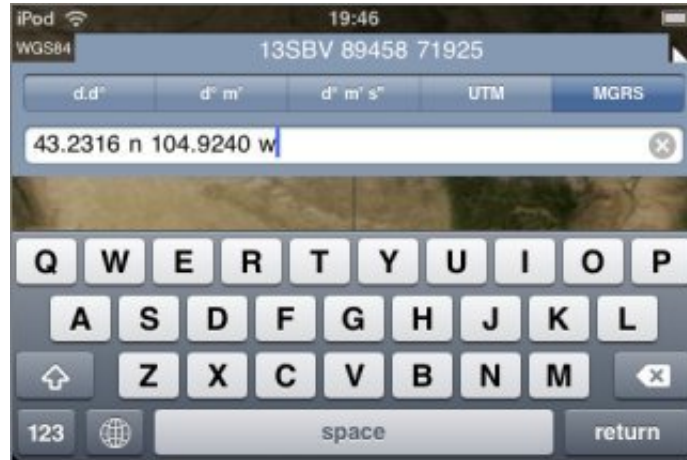 iPod 19:46
WGS84 13SBV 89458 71925
d.d° d° m' d° m' s" UTM MGRS
43.2316 n 104.9240 w
Q W E R T Y U I O P
A S D F G H J K L
Z X C V B N M
123 space return